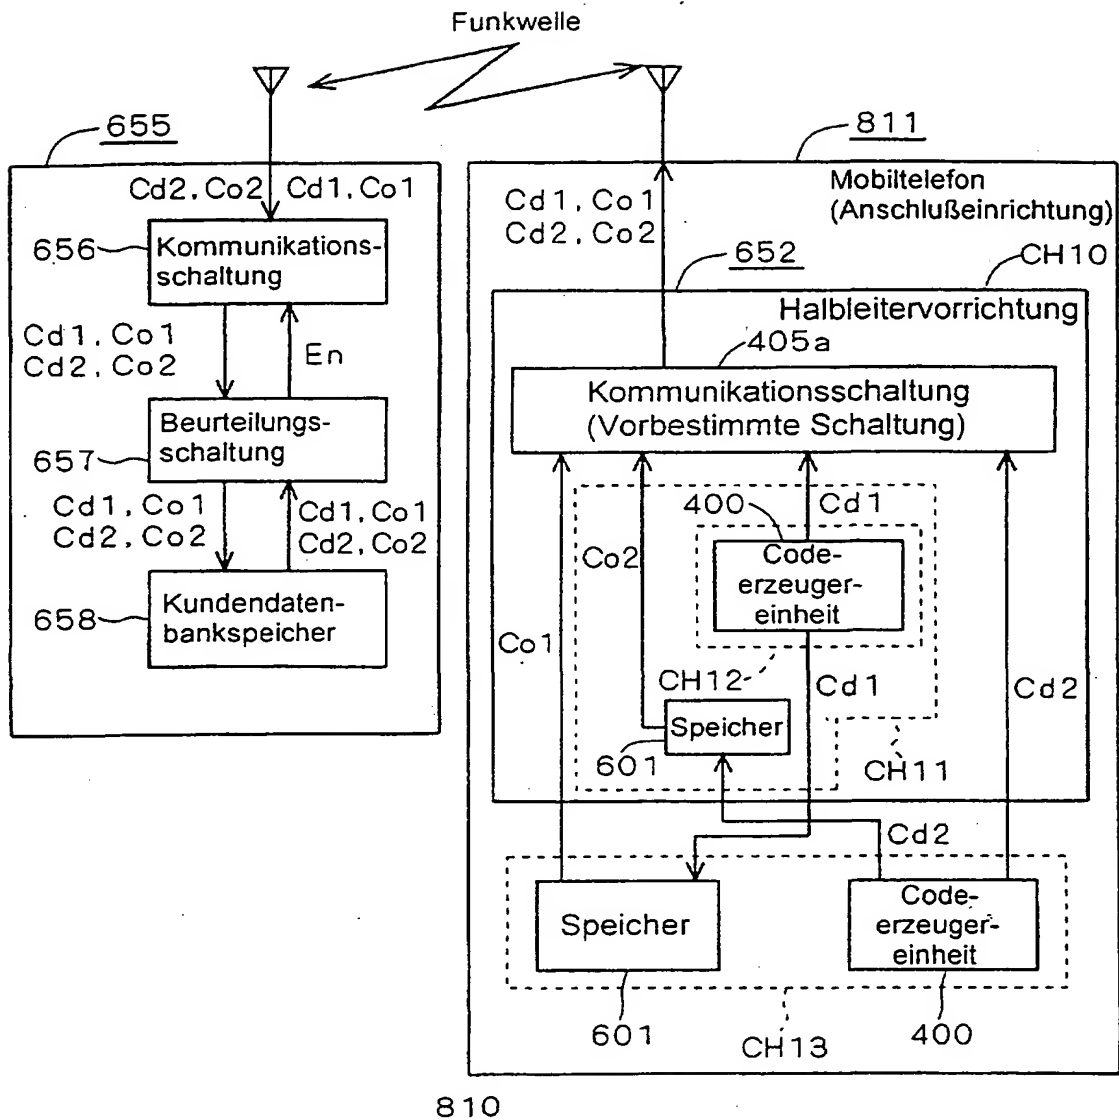 Funkwelle
655
811
Cd2, Co2
Cd1, Co1
656
Kommunikations-
schaltung
Cd1, Co1
Cd2, Co2
En
Beurteilungs-
schaltung
657
Cd1, Co1
Cd2, Co2
Cd1, Co1
Cd2, Co2
658
Kundendaten-
bankspeicher
Mobiltelefon
(Anschlußeinrichtung)
Cd1, Co1
Cd2, Co2
652
CH10
Halbleitervorrichtung
405a
Kommunikationsschaltung
(Vorbestimmte Schaltung)
400
Cd1
Co2
Code-
erzeuger-
einheit
Co1
CH12
Cd1
Cd2
Speicher
601
CH11
Cd2
Speicher
Code-
erzeuger-
einheit
601
400
CH13
810